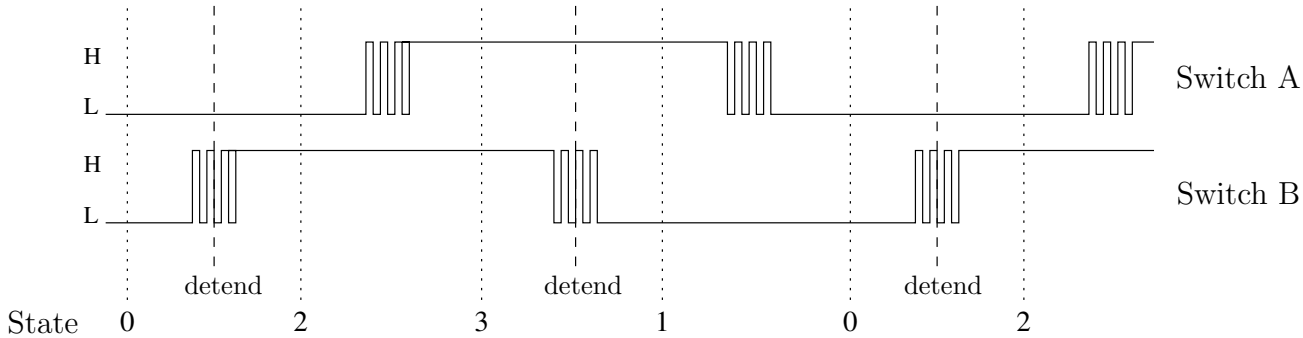 H
L
Switch A
H
L
Switch B
detend detend detend
State 0 2 3 1 0 2